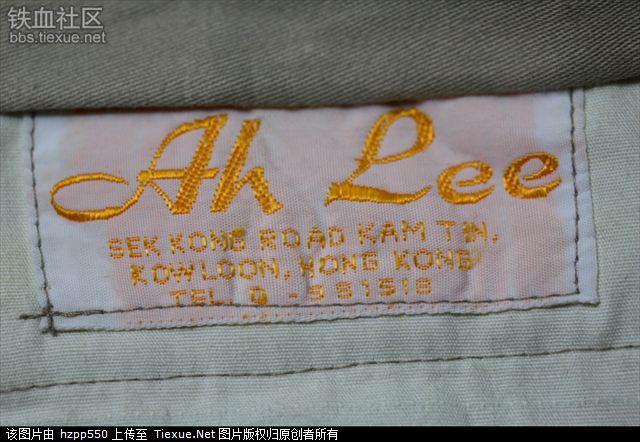 铁血社区
bbs.tiexue.net
Ah Lee
SEK KONG ROAD KAM TIN,
KOWLOON, HONG KONG
TEL: 0 - 981518
该图片由 hzpp550 上传至 Tiexue.Net 图片版权归原创者所有